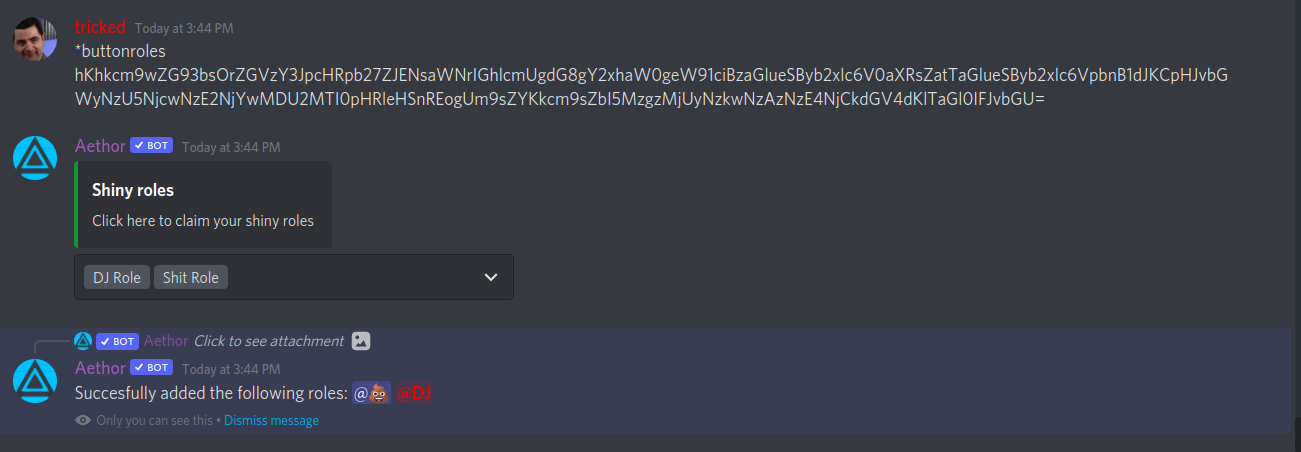 tricked Today at 3:44 PM
*buttonroles
hKhkcm9wZG93bsOrZGVzY3JpcHRpb27ZJENsaWNrIGhlcmUgdG8gY2xhaW0geW91ciBzaGlueSByb2xlc6V0aXRsZatTaGlueSByb2xlc6VpbnB1dJKCpHJvbG
WyNzU5NjcwNzE2NjYwMDU2MTI0pHRleHSnREogUm9sZYKkcm9sZbI5MzgzMjUyNzkwNzAzNzE4NjCkdGV4dKlTaGl0IFJvbGU=
Aethor ✓ BOT Today at 3:44 PM
Shiny roles
Click here to claim your shiny roles
DJ Role Shit Role
✓ BOT Aethor Click to see attachment
Aethor ✓ BOT Today at 3:44 PM
Succesfully added the following roles: @💩 @DJ
Only you can see this • Dismiss message